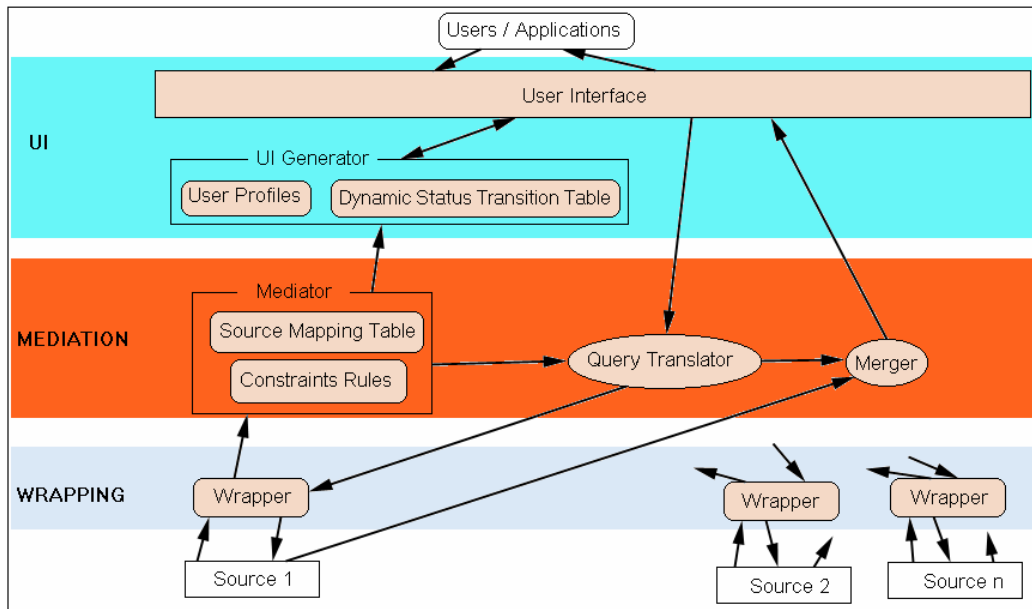 Users / Applications
User Interface
UI
UI Generator
User Profiles
Dynamic Status Transition Table
Mediator
MEDIATION
Source Mapping Table
Query Translator
Merger
Constraints Rules
WRAPPING
Wrapper
Wrapper
Wrapper
Source 1
Source 2
Source n